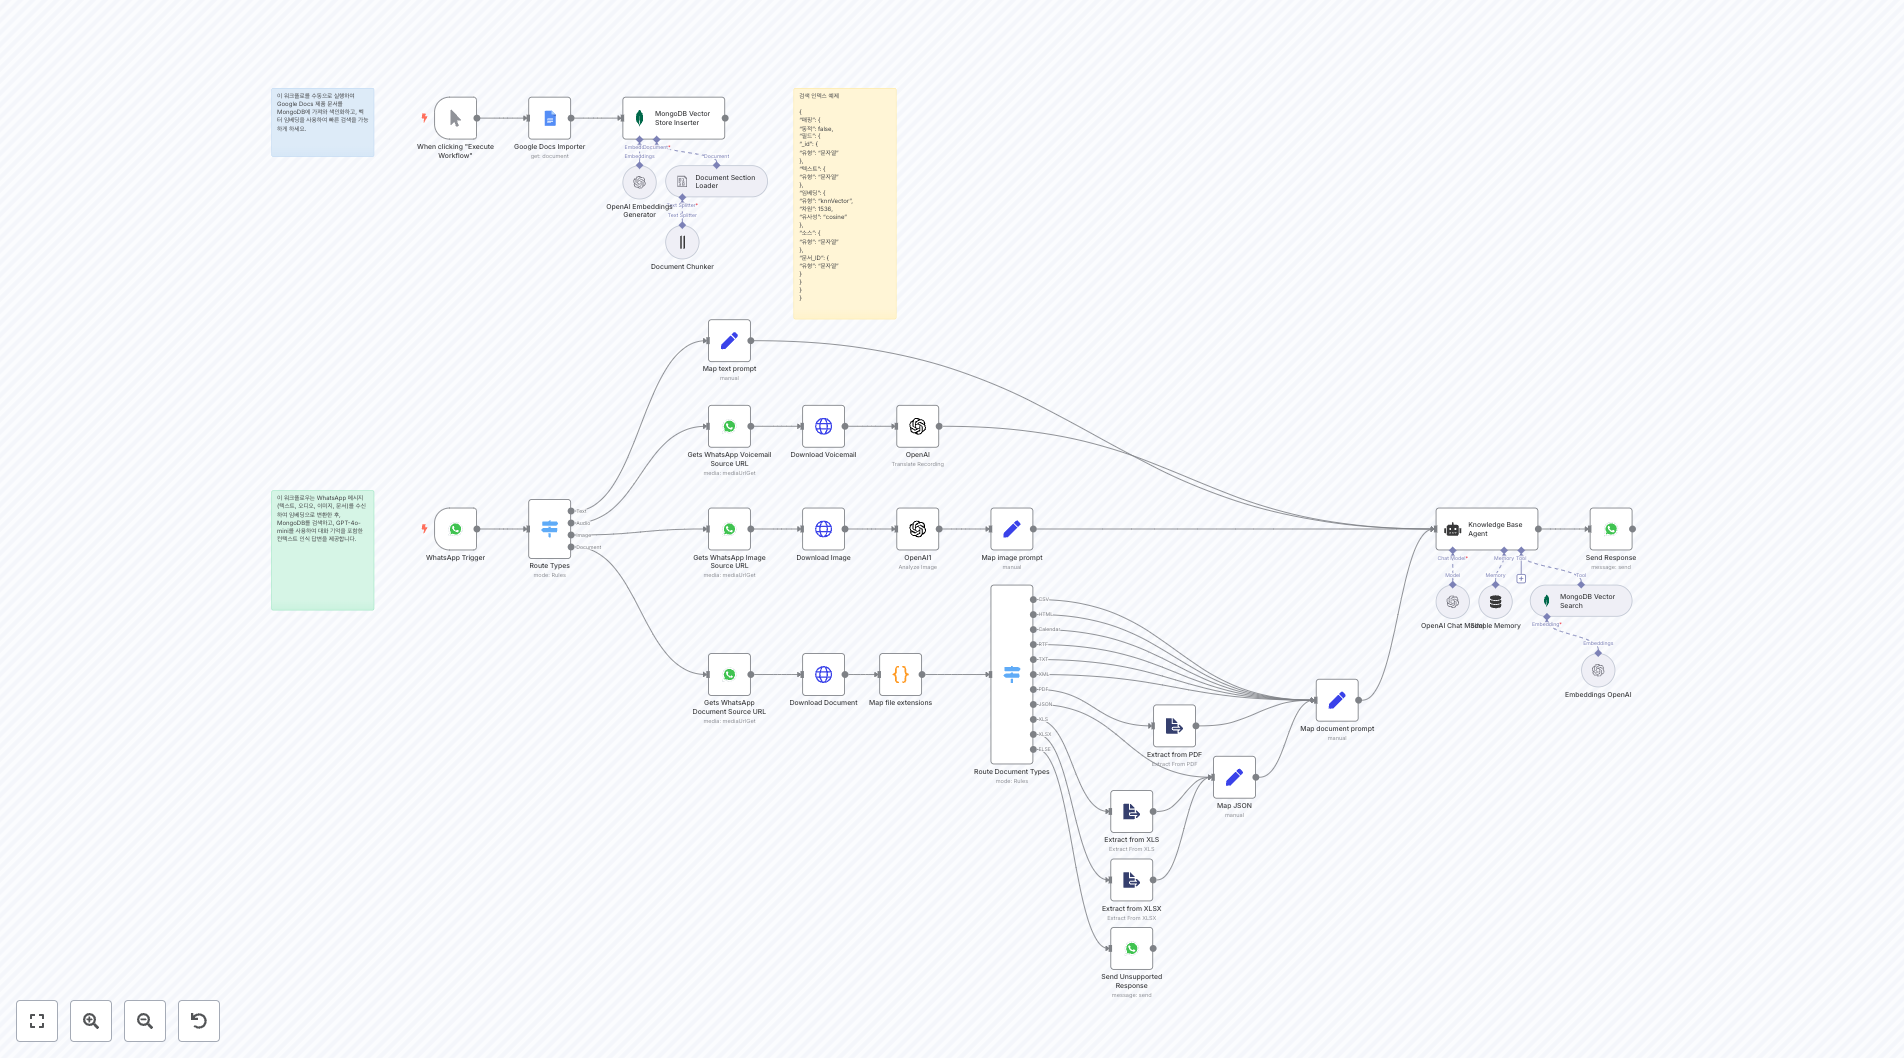 이 워크플로를 수동으로 실행하여
Google Docs 제품 문서를
MongoDB에 가져와 색인화하고, 벡
터 임베딩을 사용하여 빠른 검색을 가능
하게 하세요.
When clicking "Execute
Workflow"
Google Docs Importer
get: document
MongoDB Vector
Store Inserter
Document*
Embeddings
Document
OpenAI Embeddings
Generator
Document Section
Loader
Text Splitter
Document Chunker
검색 인덱스 예제
{
"매핑": {
"동적": false,
"필드": {
"_id": {
"유형": "문자열"
},
"텍스트": {
"유형": "문자열"
},
"임베딩": {
"유형": "knnVector",
"차원": 1536,
"유사성": "cosine"
},
"소스": {
"유형": "문자열"
},
"문서_ID": {
"유형": "문자열"
}
}
}
}
Map text prompt
manual
Gets WhatsApp Voicemail
Source URL
media: mediaUrlGet
Download Voicemail
OpenAI
Translate Recording
이 워크플로우는 WhatsApp 메시지
(텍스트, 오디오, 이미지, 문서)를 수신
하여 임베딩으로 변환한 후,
MongoDB를 검색하고, GPT-4o-
mini를 사용하여 대화 기억을 포함한
컨텍스트 인식 답변을 제공합니다.
WhatsApp Trigger
Text
Audio
Image
Document
Route Types
mode: Rules
Gets WhatsApp Image
Source URL
media: mediaUrlGet
Download Image
OpenAI1
Analyze Image
Map image prompt
manual
Knowledge Base
Agent
Chat Model*
Memory
Tool
Model
Memory
Tool
OpenAI Chat Model
Simple Memory
MongoDB Vector
Search
Embedding*
Embeddings
Embeddings OpenAI
Send Response
message: send
Gets WhatsApp
Document Source URL
media: mediaUrlGet
Download Document
Map file extensions
CSV
HTML
Calendar
RTF
TXT
XML
PDF
JSON
XLS
XLSX
ELSE
Route Document Types
mode: Rules
Extract from PDF
Extract From PDF
Map document prompt
manual
Map JSON
manual
Extract from XLS
Extract From XLS
Extract from XLSX
Extract From XLSX
Send Unsupported
Response
message: send